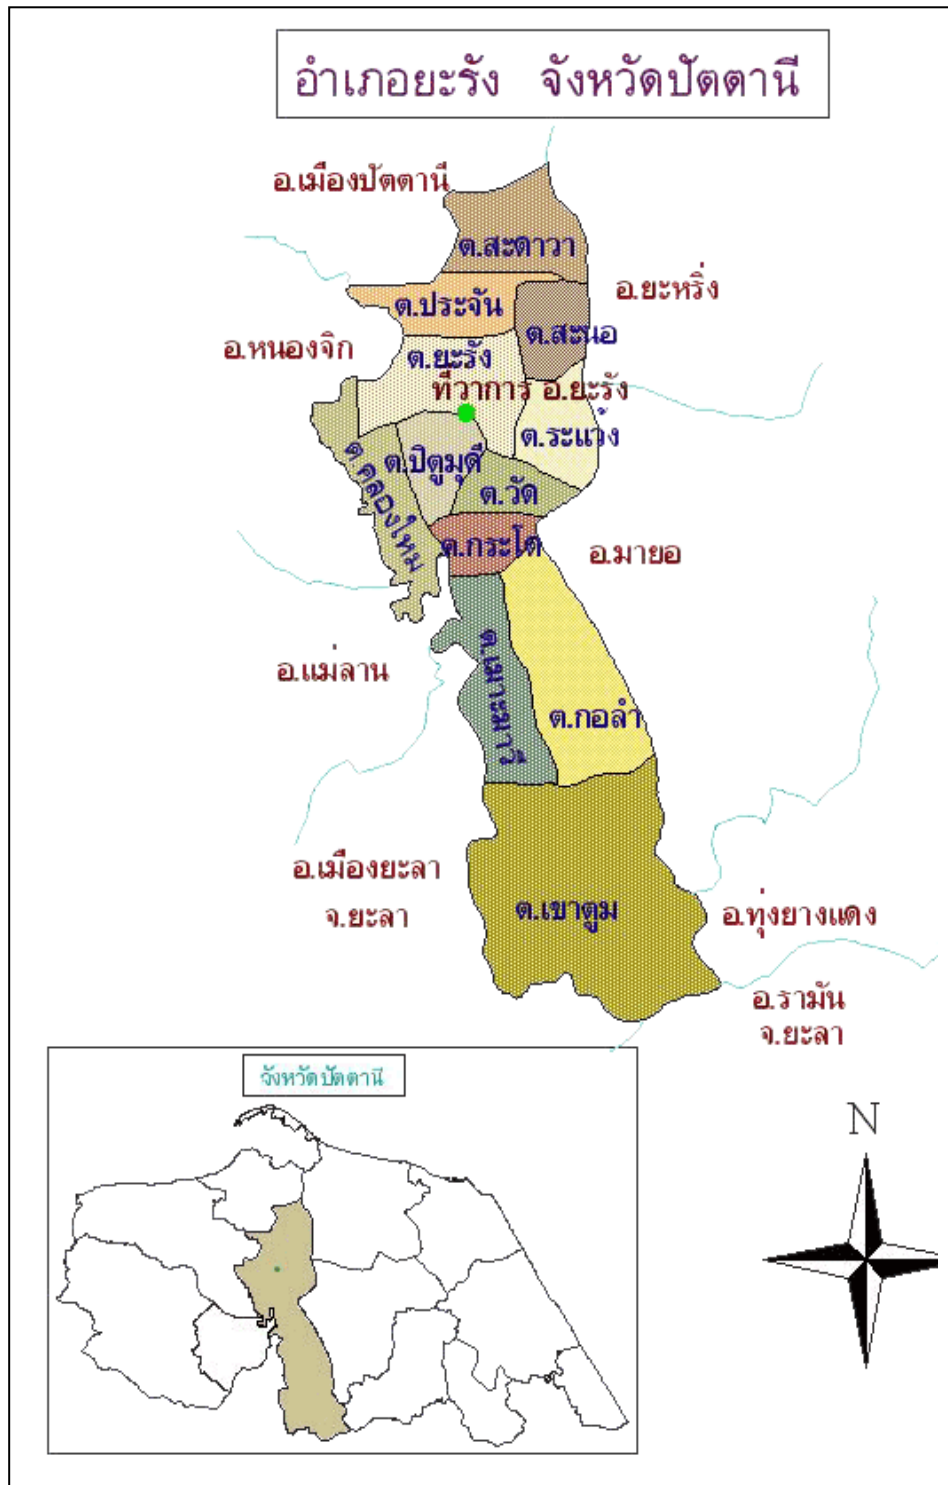 อำเภอยะรัง จังหวัดปัตตานี
อ.เมืองปัตตานี
ต.สะดาวา
อ.ยะหริ่ง
ต.ประจัน
ต.สะนอ
อ.หนองจิก
ต.ยะรัง
ที่ว่าการ อ.ยะรัง
ต.ระแว้ง
ต.ปิตูมุดี
ต.คลองใหม
ต.วัด
ต.กระโด
อ.มายอ
อ.แม่ลาน
ต.เมาะมาวี
ต.กอลำ
อ.เมืองยะลา
จ.ยะลา
ต.เขาตูม
อ.ทุ่งยางแดง
อ.รามัน
จ.ยะลา
จังหวัดปัตตานี
N